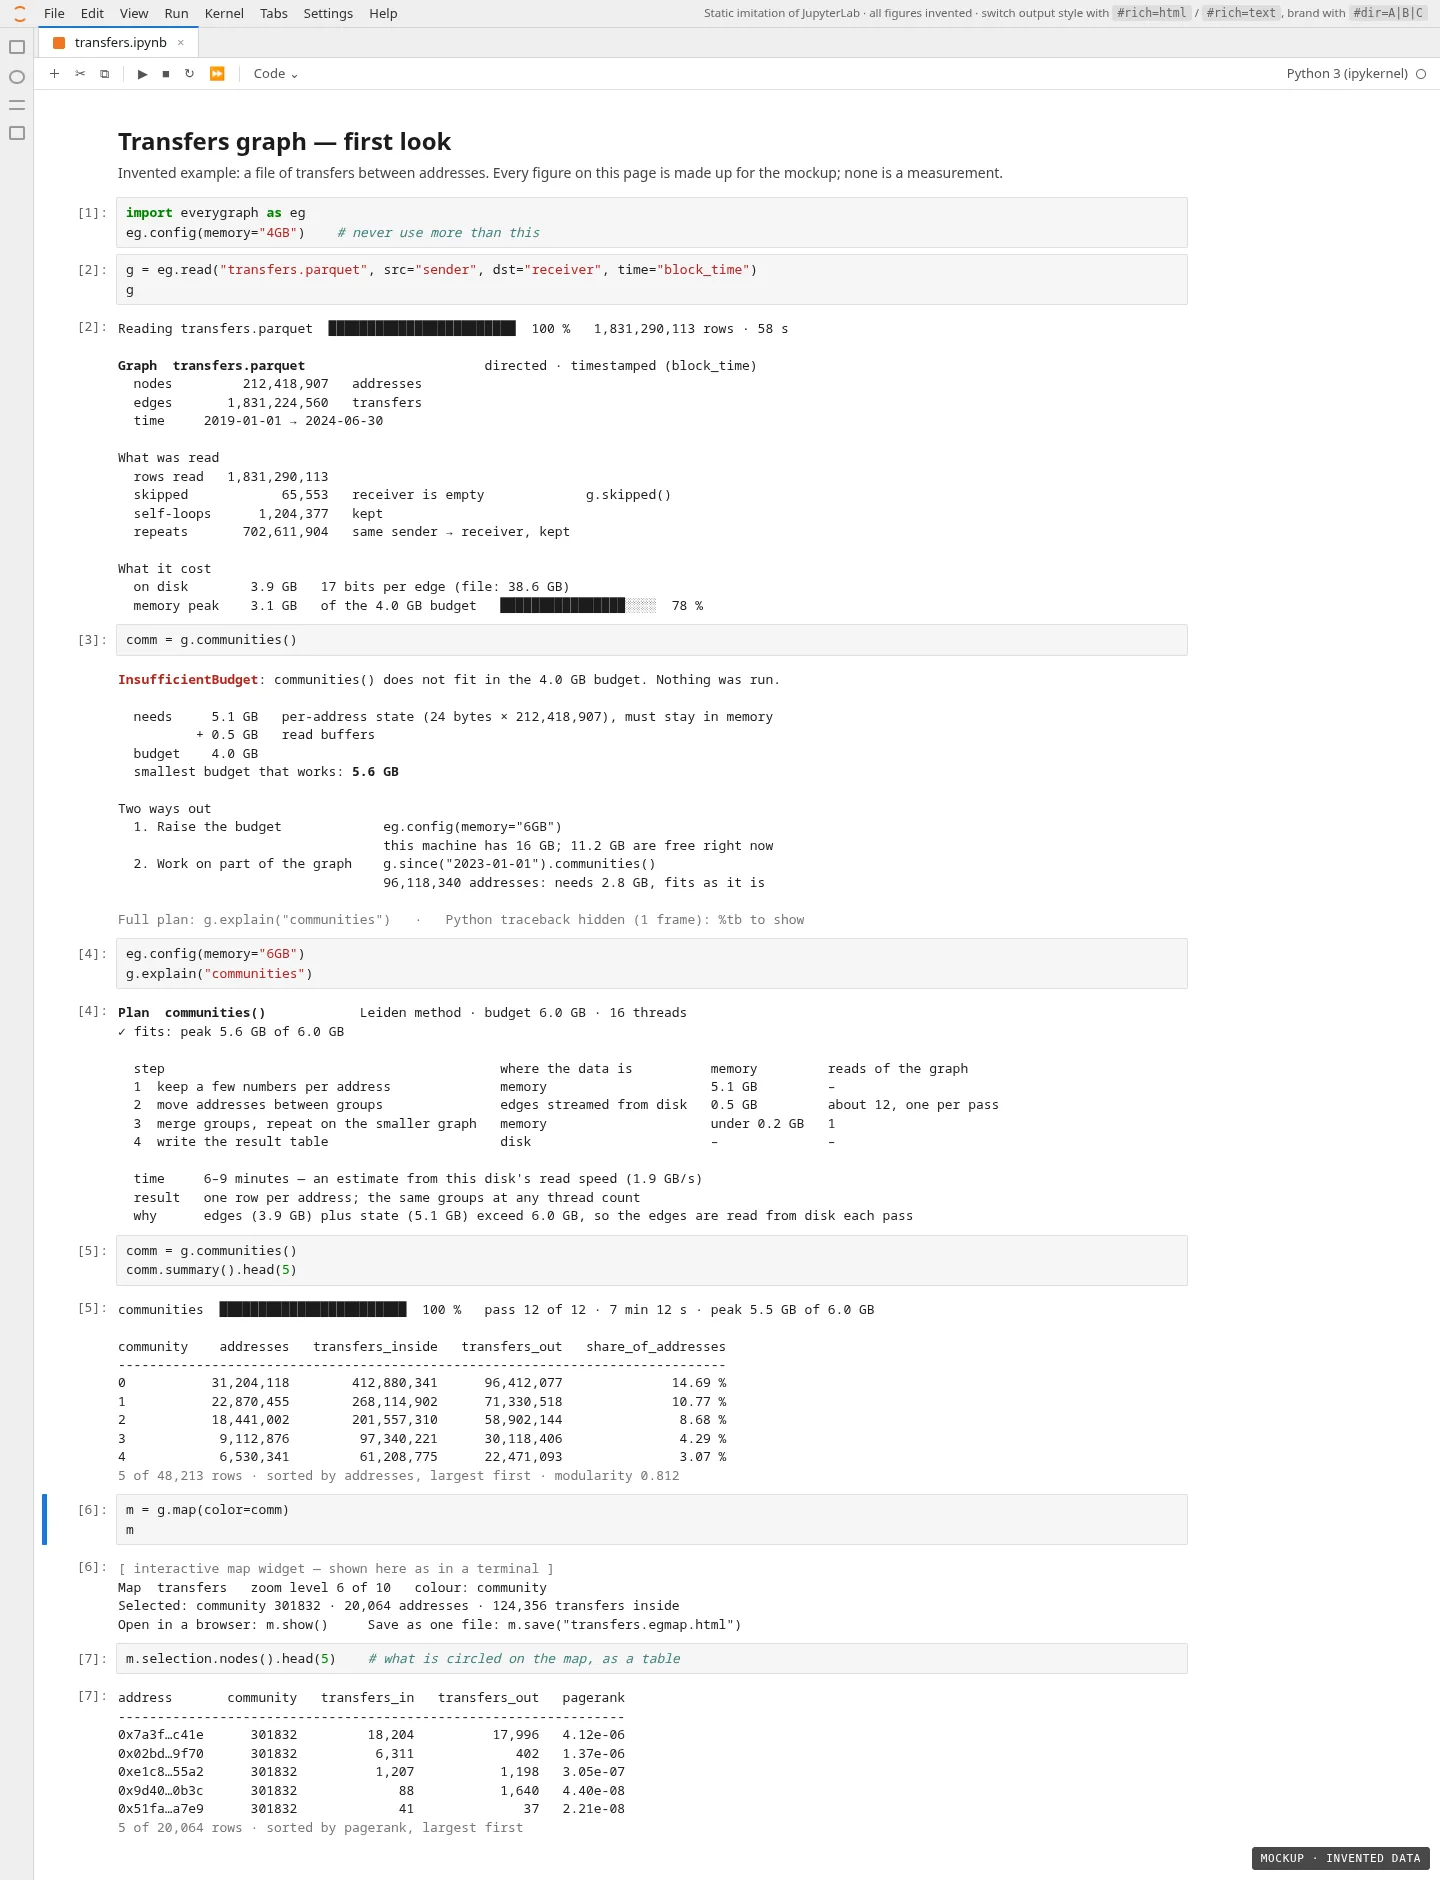 File Edit View Run Kernel Tabs Settings Help
Static imitation of JupyterLab · all figures invented · switch output style with #rich=html / #rich=text, brand with #dir=A|B|C
transfers.ipynb ×
Code
Python 3 (ipykernel)
Transfers graph — first look
Invented example: a file of transfers between addresses. Every figure on this page is made up for the mockup; none is a measurement.
[1]: import everygraph as eg
eg.config(memory="4GB")    # never use more than this
[2]: g = eg.read("transfers.parquet", src="sender", dst="receiver", time="block_time")
g
[2]: Reading transfers.parquet 100 % 1,831,290,113 rows · 58 s
Graph transfers.parquet directed · timestamped (block_time)
nodes 212,418,907 addresses
edges 1,831,224,560 transfers
time 2019-01-01 → 2024-06-30
What was read
rows read 1,831,290,113
skipped 65,553 receiver is empty g.skipped()
self-loops 1,204,377 kept
repeats 702,611,904 same sender → receiver, kept
What it cost
on disk 3.9 GB 17 bits per edge (file: 38.6 GB)
memory peak 3.1 GB of the 4.0 GB budget 78 %
[3]: comm = g.communities()
InsufficientBudget: communities() does not fit in the 4.0 GB budget. Nothing was run.
needs 5.1 GB per-address state (24 bytes × 212,418,907), must stay in memory
+ 0.5 GB read buffers
budget 4.0 GB
smallest budget that works: 5.6 GB
Two ways out
1. Raise the budget eg.config(memory="6GB")
this machine has 16 GB; 11.2 GB are free right now
2. Work on part of the graph g.since("2023-01-01").communities()
96,118,340 addresses: needs 2.8 GB, fits as it is
Full plan: g.explain("communities") · Python traceback hidden (1 frame): %tb to show
[4]: eg.config(memory="6GB")
g.explain("communities")
[4]: Plan communities() Leiden method · budget 6.0 GB · 16 threads
✓ fits: peak 5.6 GB of 6.0 GB
step where the data is memory reads of the graph
1 keep a few numbers per address memory 5.1 GB –
2 move addresses between groups edges streamed from disk 0.5 GB about 12, one per pass
3 merge groups, repeat on the smaller graph memory under 0.2 GB 1
4 write the result table disk – –
time 6–9 minutes — an estimate from this disk's read speed (1.9 GB/s)
result one row per address; the same groups at any thread count
why edges (3.9 GB) plus state (5.1 GB) exceed 6.0 GB, so the edges are read from disk each pass
[5]: comm = g.communities()
comm.summary().head(5)
[5]: communities 100 % pass 12 of 12 · 7 min 12 s · peak 5.5 GB of 6.0 GB
community addresses transfers_inside transfers_out share_of_addresses
------------------------------------------------------------------------------
0 31,204,118 412,880,341 96,412,077 14.69 %
1 22,870,455 268,114,902 71,330,518 10.77 %
2 18,441,002 201,557,310 58,902,144 8.68 %
3 9,112,876 97,340,221 30,118,406 4.29 %
4 6,530,341 61,208,775 22,471,093 3.07 %
5 of 48,213 rows · sorted by addresses, largest first · modularity 0.812
[6]: m = g.map(color=comm)
m
[6]: [ interactive map widget — shown here as in a terminal ]
Map transfers zoom level 6 of 10 colour: community
Selected: community 301832 · 20,064 addresses · 124,356 transfers inside
Open in a browser: m.show() Save as one file: m.save("transfers.egmap.html")
[7]: m.selection.nodes().head(5)    # what is circled on the map, as a table
[7]: address community transfers_in transfers_out pagerank
-----------------------------------------------------------------
0x7a3f…c41e 301832 18,204 17,996 4.12e-06
0x02bd…9f70 301832 6,311 402 1.37e-06
0xe1c8…55a2 301832 1,207 1,198 3.05e-07
0x9d40…0b3c 301832 88 1,640 4.40e-08
0x51fa…a7e9 301832 41 37 2.21e-08
5 of 20,064 rows · sorted by pagerank, largest first
MOCKUP · INVENTED DATA